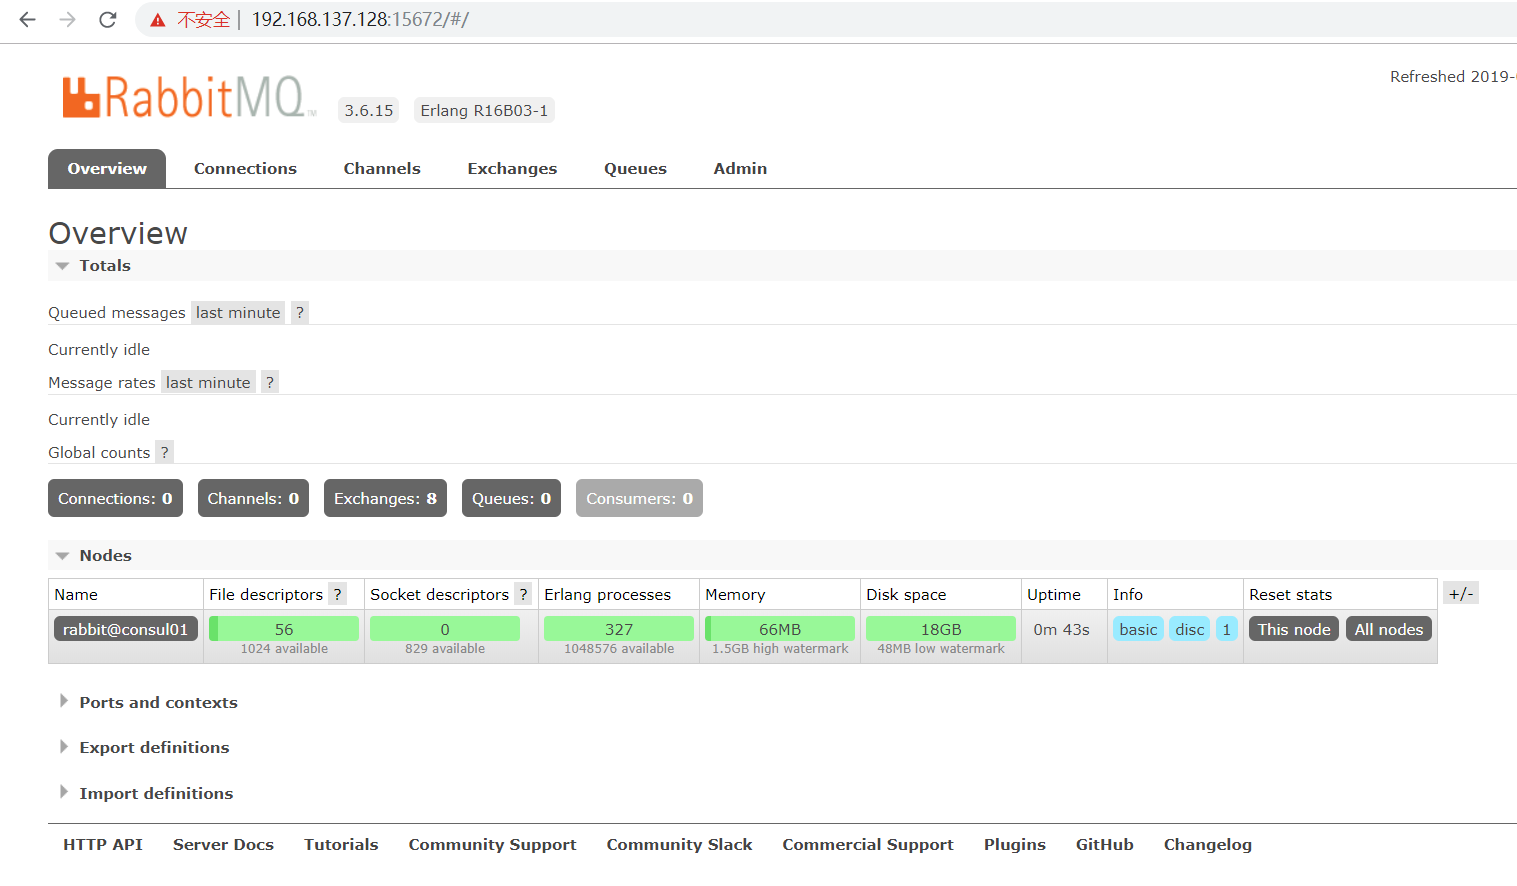 不安全 | 192.168.137.128:15672/#/
Refreshed 2019-
RabbitMQ TM 3.6.15 Erlang R16B03-1
Overview Connections Channels Exchanges Queues Admin
Overview
Totals
Queued messages last minute ?
Currently idle
Message rates last minute ?
Currently idle
Global counts ?
Connections: 0 Channels: 0 Exchanges: 8 Queues: 0 Consumers: 0
Nodes
Name File descriptors ? Socket descriptors ? Erlang processes Memory Disk space Uptime Info Reset stats +/-
rabbit@consul01 56 0 327 66MB 18GB 0m 43s basic disc 1 This node All nodes
1024 available 829 available 1048576 available 1.5GB high watermark 48MB low watermark
Ports and contexts
Export definitions
Import definitions
HTTP API Server Docs Tutorials Community Support Community Slack Commercial Support Plugins GitHub Changelog